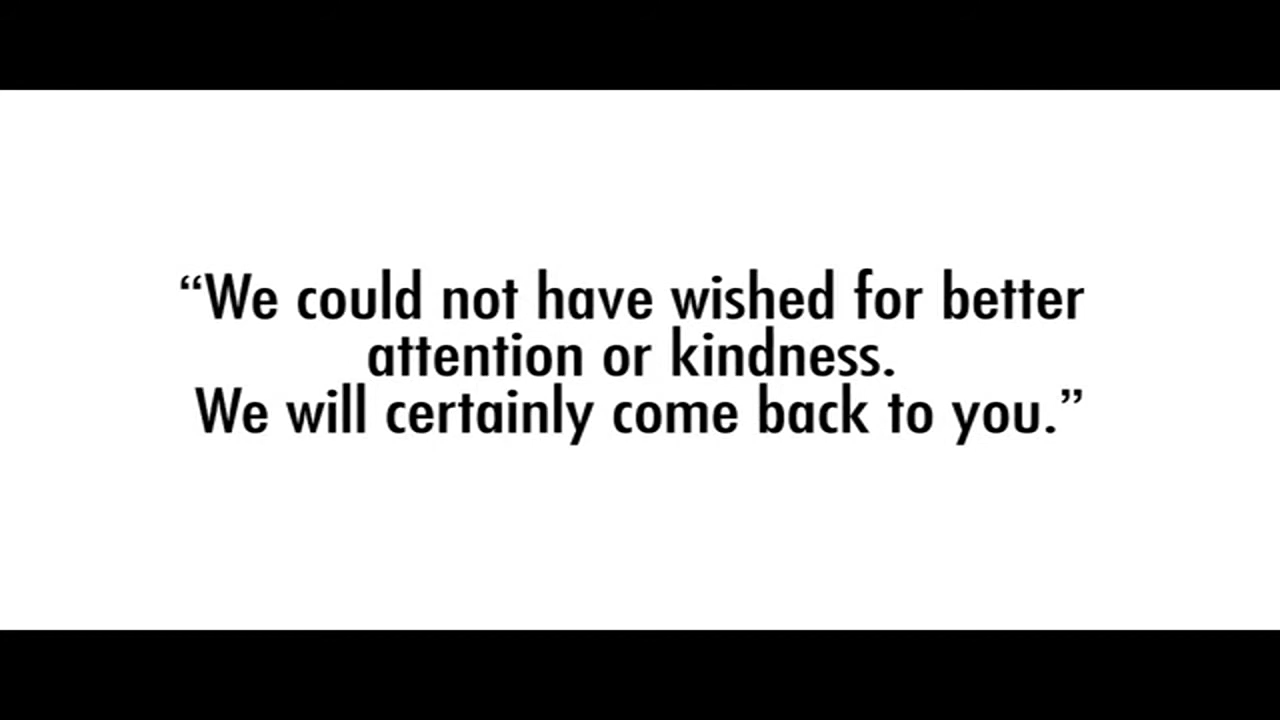 “We could not have wished for better
attention or kindness.
We will certainly come back to you.”